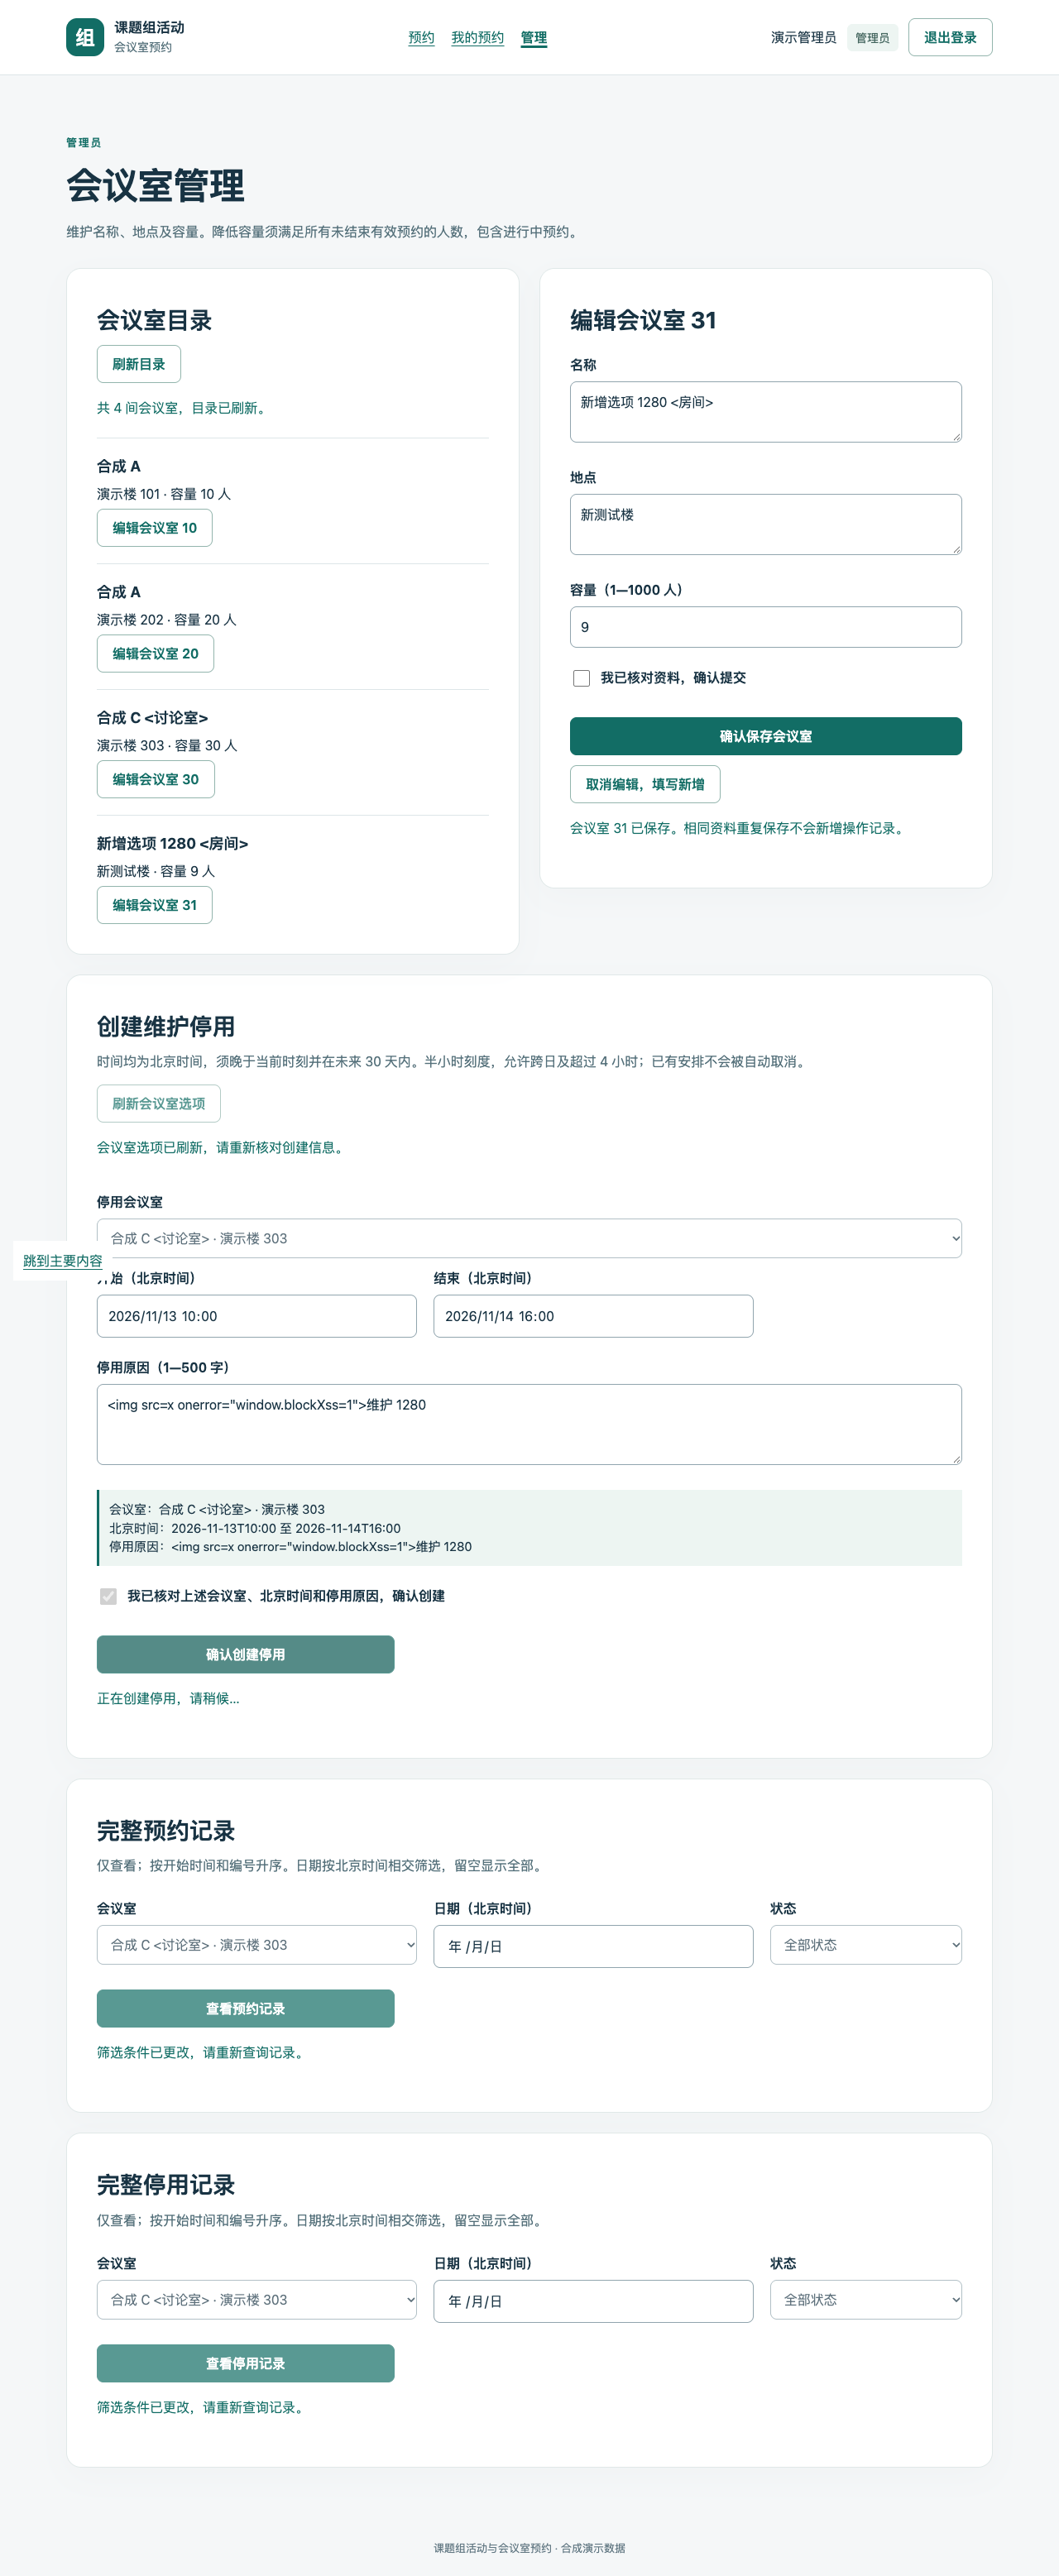 组
课题组活动
会议室预约
预约
我的预约
管理
演示管理员
管理员
退出登录
管理员
会议室管理
维护名称、地点及容量。降低容量须满足所有未结束有效预约的人数，包含进行中预约。
会议室目录
刷新目录
共 4 间会议室，目录已刷新。
合成 A
演示楼 101 · 容量 10 人
编辑会议室 10
合成 A
演示楼 202 · 容量 20 人
编辑会议室 20
合成 C <讨论室>
演示楼 303 · 容量 30 人
编辑会议室 30
新增选项 1280 <房间>
新测试楼 · 容量 9 人
编辑会议室 31
编辑会议室 31
名称
新增选项 1280 <房间>
地点
新测试楼
容量（1—1000 人）
9
我已核对资料，确认提交
确认保存会议室
取消编辑，填写新增
会议室 31 已保存。相同资料重复保存不会新增操作记录。
创建维护停用
时间均为北京时间，须晚于当前时刻并在未来 30 天内。半小时刻度，允许跨日及超过 4 小时；已有安排不会被自动取消。
刷新会议室选项
会议室选项已刷新，请重新核对创建信息。
停用会议室
合成 C <讨论室> · 演示楼 303
跳到主要内容
开始（北京时间）
结束（北京时间）
2026/11/13 10:00
2026/11/14 16:00
停用原因（1—500 字）
<img src=x onerror="window.blockXss=1">维护 1280
会议室：合成 C <讨论室> · 演示楼 303
北京时间：2026-11-13T10:00 至 2026-11-14T16:00
停用原因：<img src=x onerror="window.blockXss=1">维护 1280
我已核对上述会议室、北京时间和停用原因，确认创建
确认创建停用
正在创建停用，请稍候…
完整预约记录
仅查看；按开始时间和编号升序。日期按北京时间相交筛选，留空显示全部。
会议室
日期（北京时间）
状态
合成 C <讨论室> · 演示楼 303
年 /月/日
全部状态
查看预约记录
筛选条件已更改，请重新查询记录。
完整停用记录
仅查看；按开始时间和编号升序。日期按北京时间相交筛选，留空显示全部。
会议室
日期（北京时间）
状态
合成 C <讨论室> · 演示楼 303
年 /月/日
全部状态
查看停用记录
筛选条件已更改，请重新查询记录。
课题组活动与会议室预约 · 合成演示数据